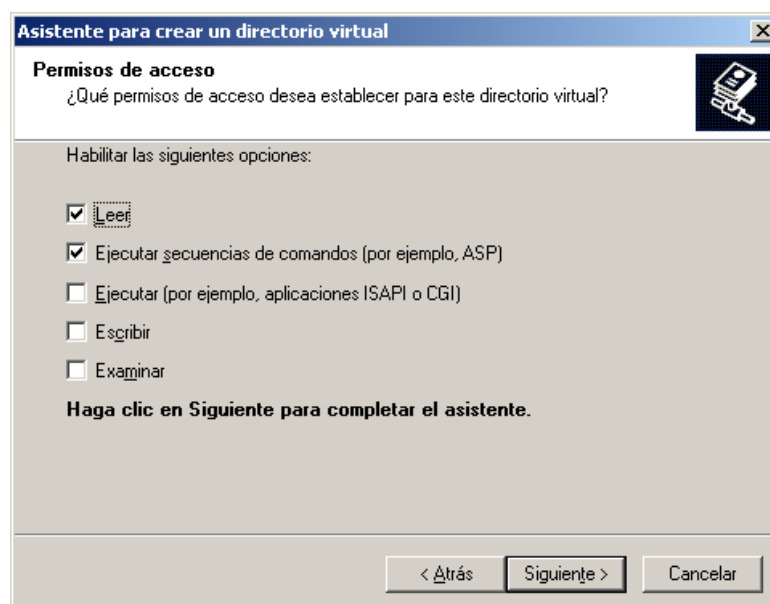 Asistente para crear un directorio virtual
Permisos de acceso
¿Qué permisos de acceso desea establecer para este directorio virtual?
Habilitar las siguientes opciones:
Leer
Ejecutar secuencias de comandos (por ejemplo, ASP)
Ejecutar (por ejemplo, aplicaciones ISAPI o CGI)
Escribir
Examinar
Haga clic en Siguiente para completar el asistente.
< Atrás Siguiente > Cancelar